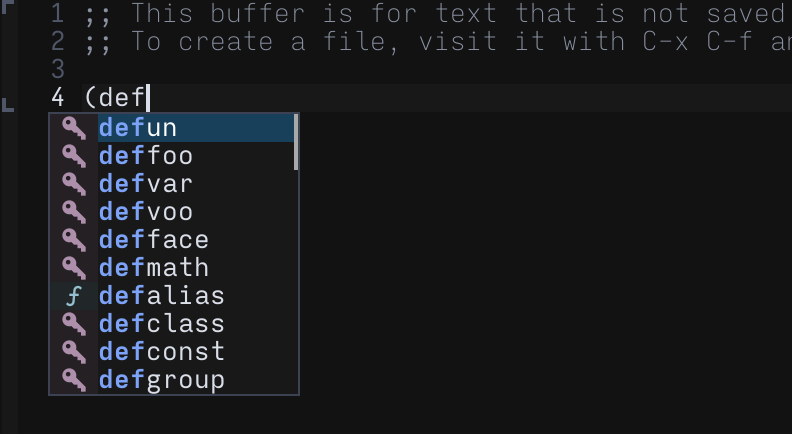 1 ;; This buffer is for text that is not saved
2 ;; To create a file, visit it with C-x C-f
3
4 (def
defun
deffoo
defvar
defvoo
defface
defmath
f defalias
defclass
defconst
defgroup